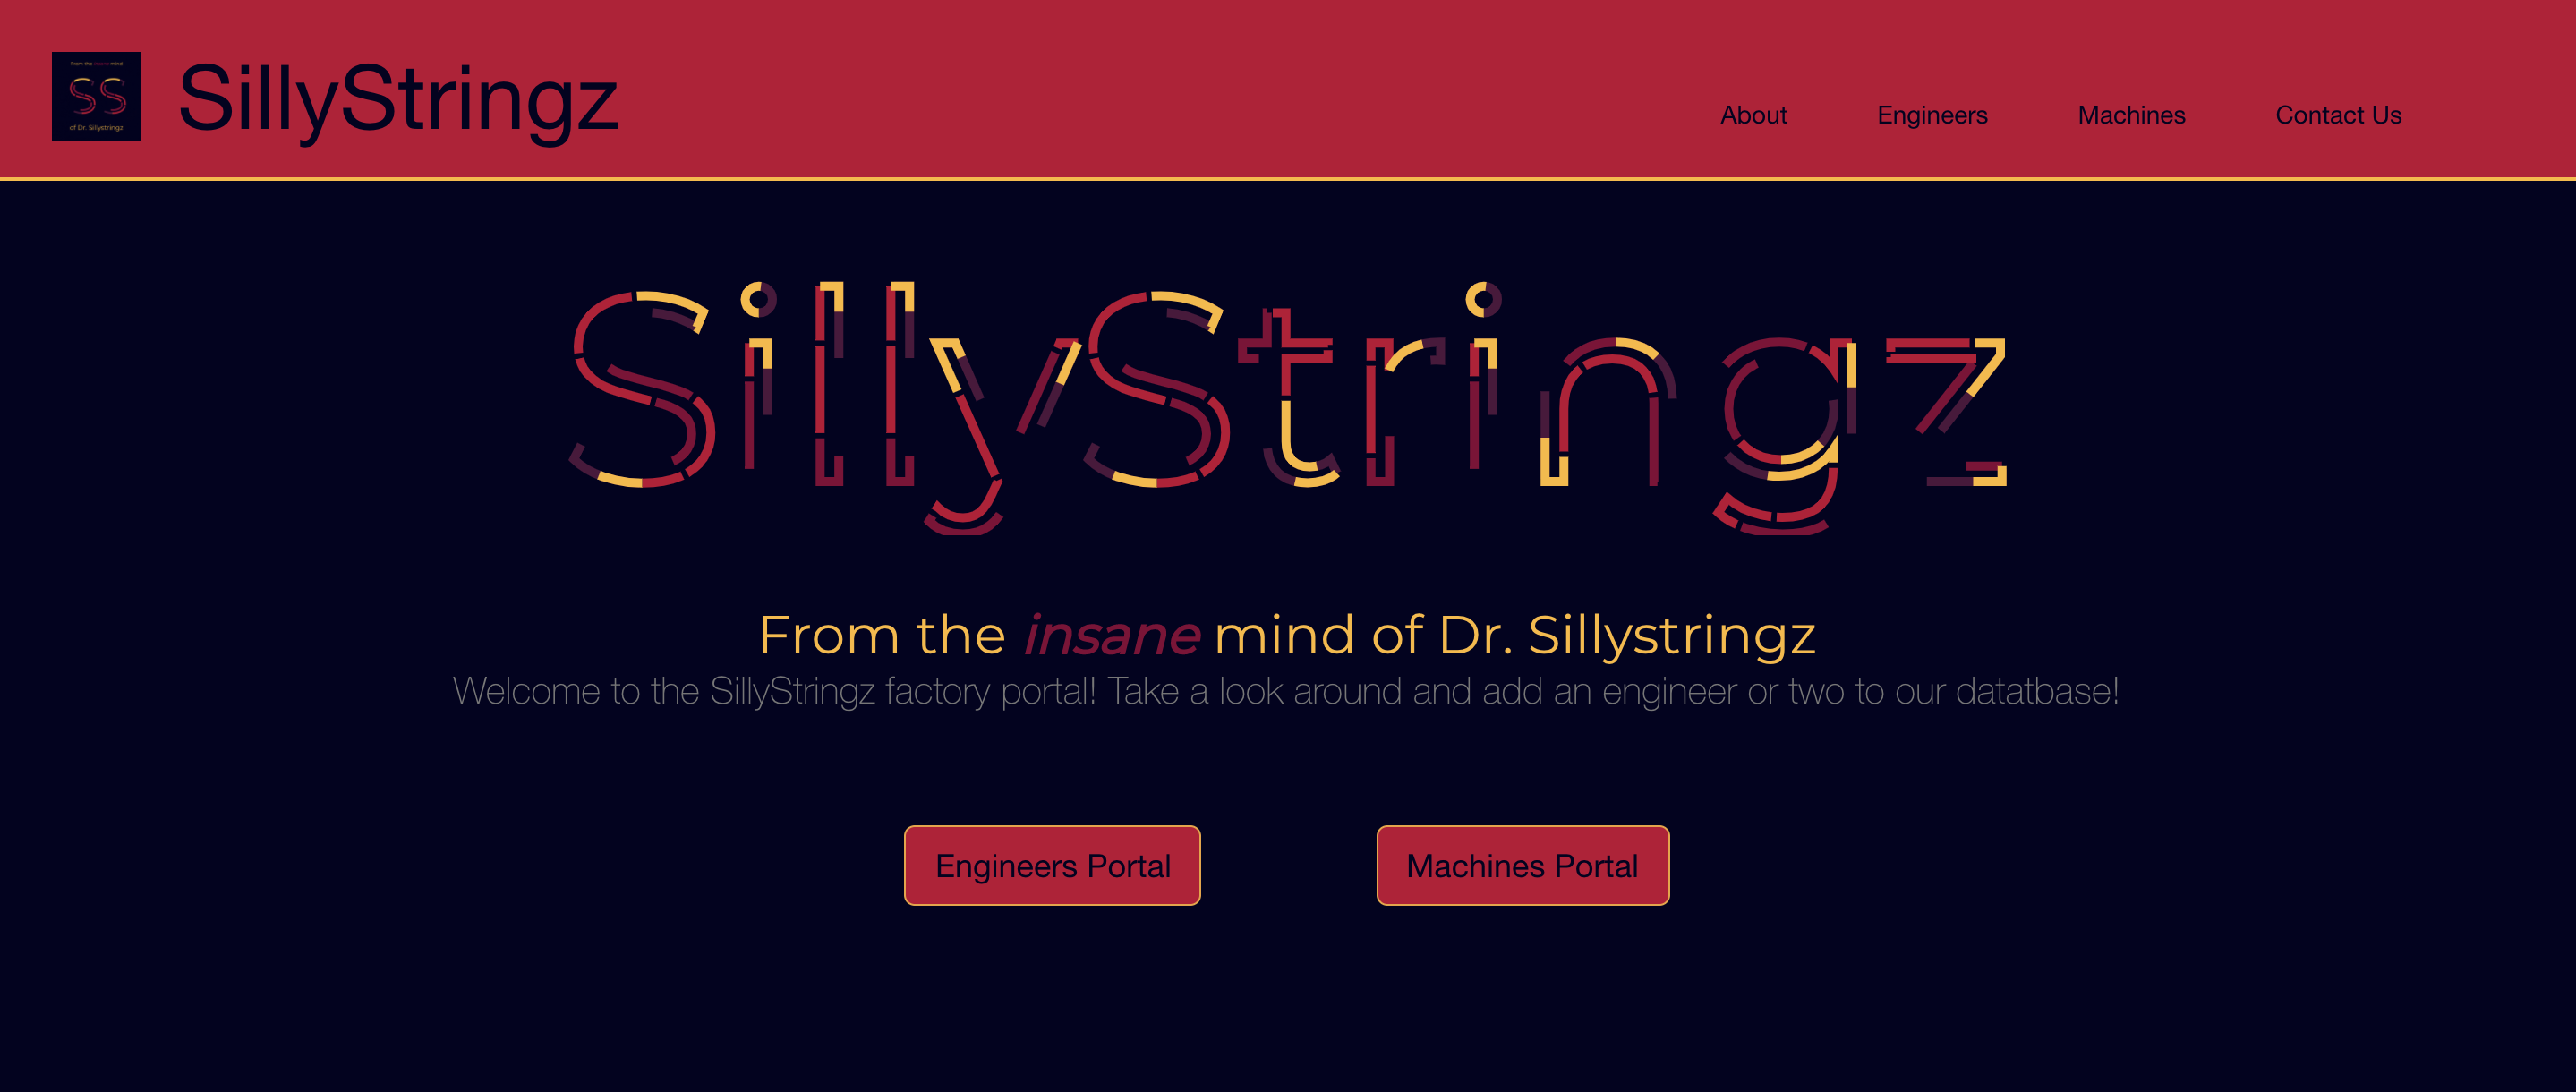 From the insane mind
SS
of Dr. Sillystringz
SillyStringz
About
Engineers
Machines
Contact Us
SillyStringz
From the insane mind of Dr. Sillystringz
Welcome to the SillyStringz factory portal! Take a look around and add an engineer or two to our datatbase!
Engineers Portal
Machines Portal